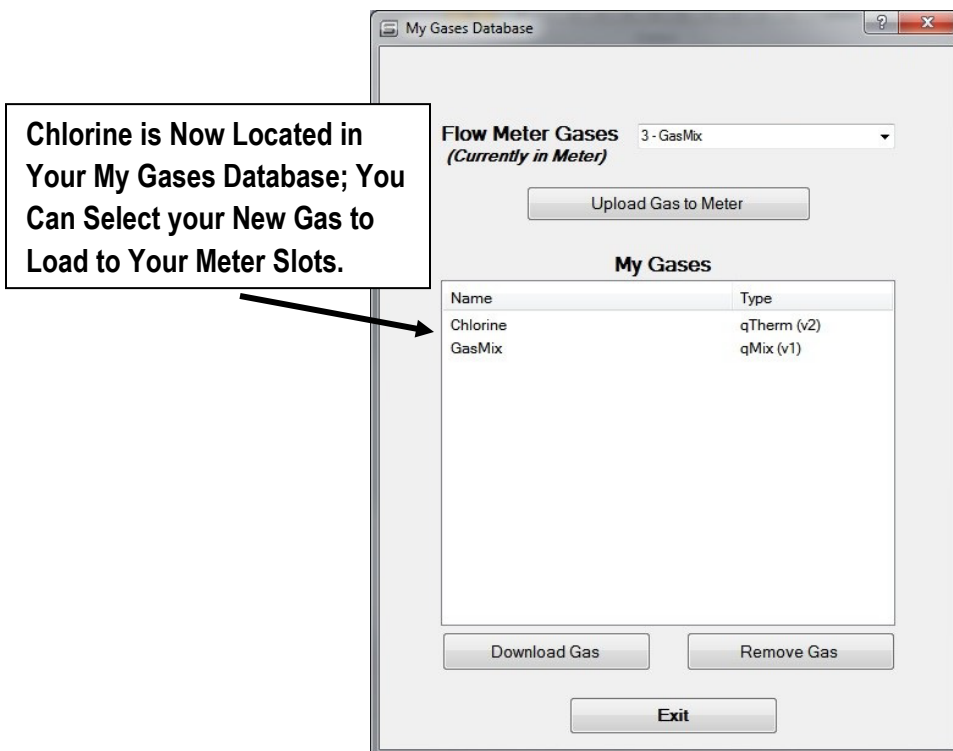 My Gases Database
?
X
Chlorine is Now Located in
Your My Gases Database; You
Can Select your New Gas to
Load to Your Meter Slots.
Flow Meter Gases
(Currently in Meter)
3 - GasMix
Upload Gas to Meter
My Gases
Name Type
Chlorine qTherm (v2)
GasMix qMix (v1)
Download Gas Remove Gas
Exit